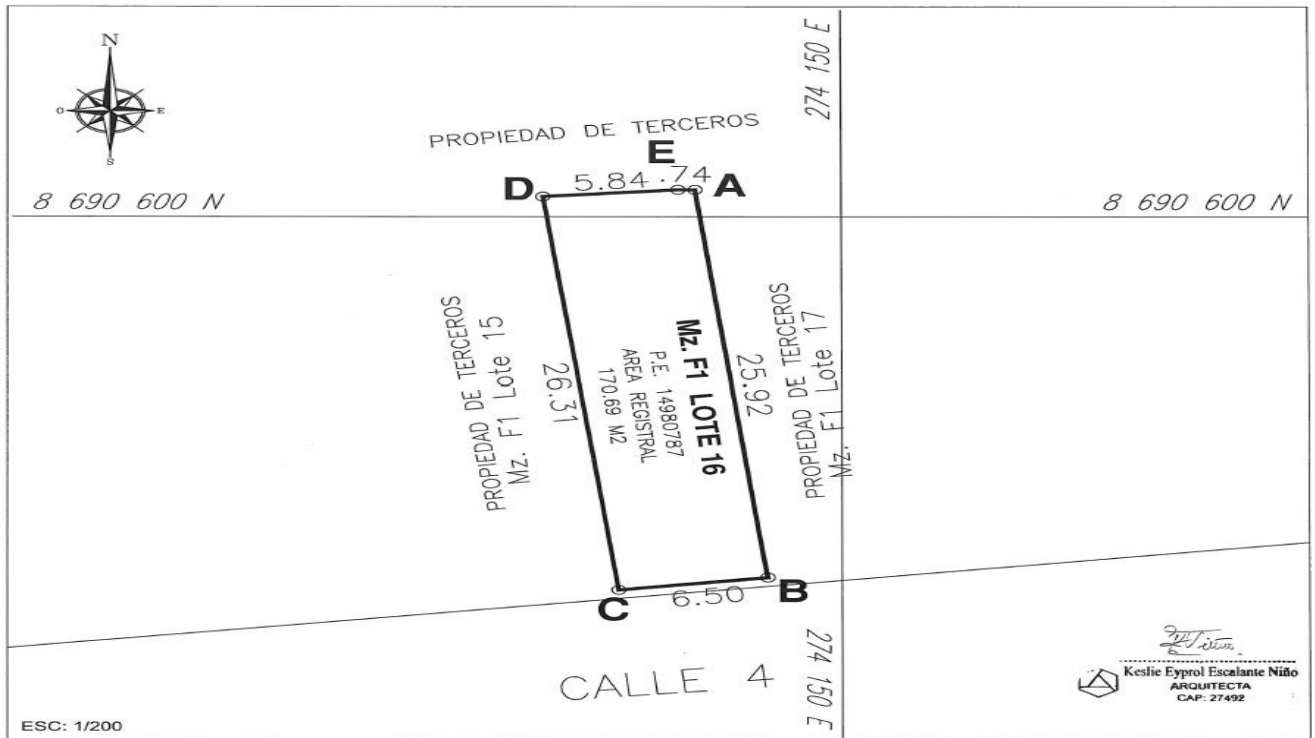 N
O
E
S
274 150 E
PROPIEDAD DE TERCEROS
E
D
5.84
.74
A
8 690 600 N
8 690 600 N
PROPIEDAD DE TERCEROS
Mz. F1 Lote 15
26.31
170.69 M2
AREA REGISTRAL
P.E. 14980787
Mz. F1 LOTE 16
25.92
PROPIEDAD DE TERCEROS
Mz. F1 Lote 17
C
6.50
B
CALLE 4
274 150 E
Keslie Eyprol Escalante Niño
ARQUITECTA
CAP: 27492
ESC: 1/200